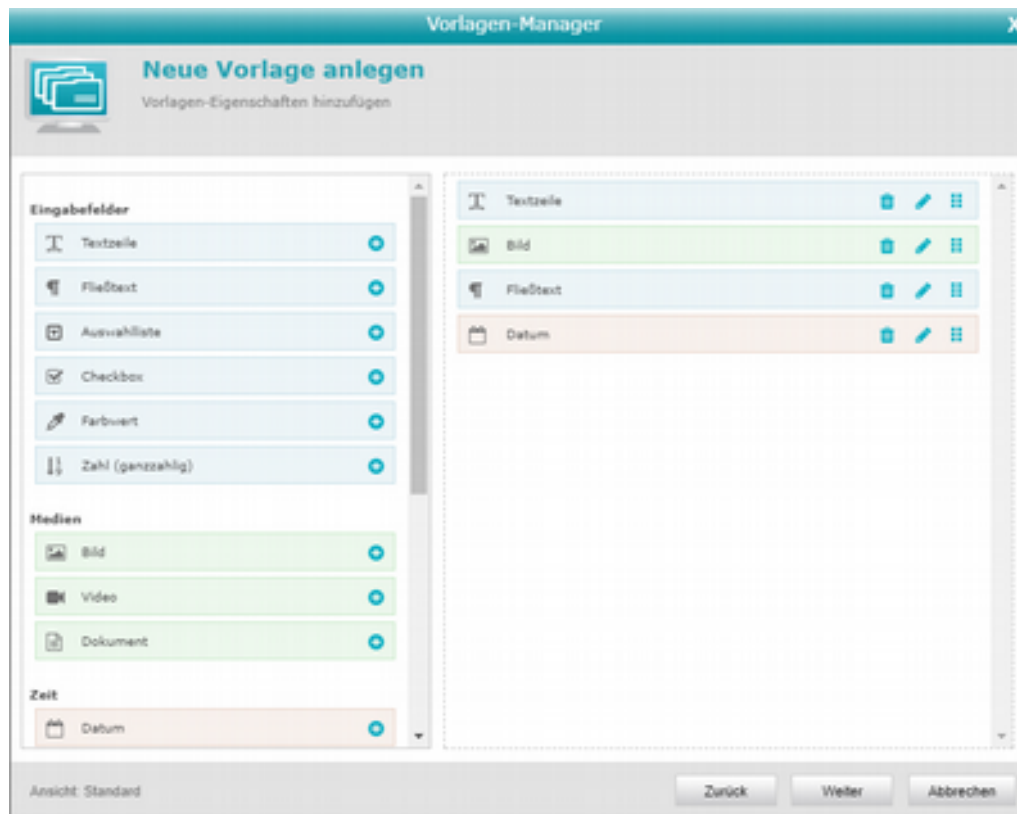 Vorlagen-Manager X
Neue Vorlage anlegen
Vorlagen-Eigenschaften hinzufügen
Eingabefelder
Textzeile
Fließtext
Auswahlliste
Checkbox
Farbwert
Zahl (ganzzahlig)
Medien
Bild
Video
Dokument
Zeit
Datum
Textzeile
Bild
Fließtext
Datum
Ansicht: Standard
Zurück
Weiter
Abbrechen